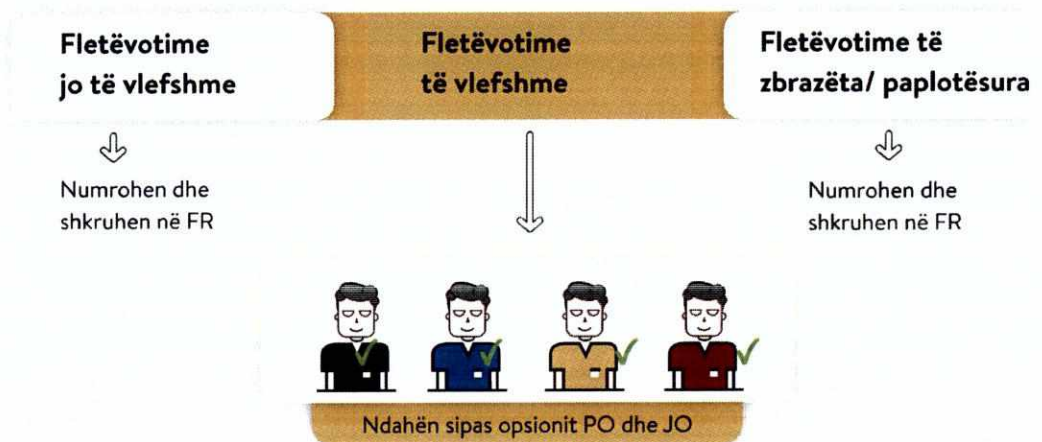 Fletëvotime
jo të vlefshme
Fletëvotime
të vlefshme
Fletëvotime të
zbrazëta/ paplotësura
Numrohen dhe
shkruhen në FR
Numrohen dhe
shkruhen në FR
Ndahën sipas opsionit PO dhe JO